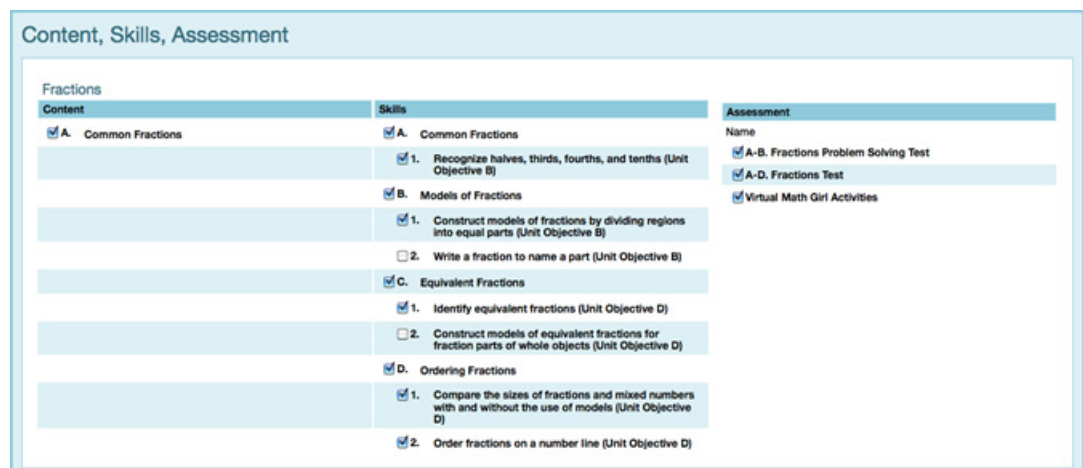 Content, Skills, Assessment
Fractions
Content
Skills
Assessment
A. Common Fractions
A. Common Fractions
Name
1. Recognize halves, thirds, fourths, and tenths (Unit
Objective B)
A-B. Fractions Problem Solving Test
A-D. Fractions Test
B. Models of Fractions
Virtual Math Girl Activities
1. Construct models of fractions by dividing regions
into equal parts (Unit Objective B)
2. Write a fraction to name a part (Unit Objective B)
C. Equivalent Fractions
1. Identify equivalent fractions (Unit Objective D)
2. Construct models of equivalent fractions for
fraction parts of whole objects (Unit Objective D)
D. Ordering Fractions
1. Compare the sizes of fractions and mixed numbers
with and without the use of models (Unit Objective
D)
2. Order fractions on a number line (Unit Objective D)